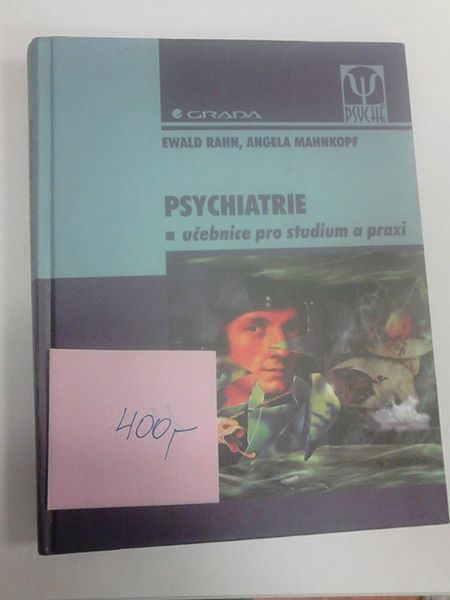 GRADA
PSYCHÉ
EWALD RAHN, ANGELA MAHNKOPF
PSYCHIATRIE
▪ učebnice pro studium a praxi
400,-